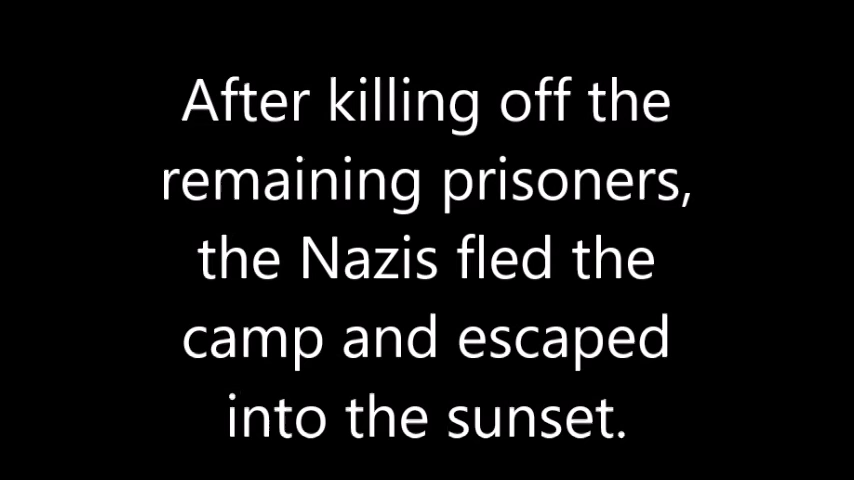 After killing off the
remaining prisoners,
the Nazis fled the
camp and escaped
into the sunset.